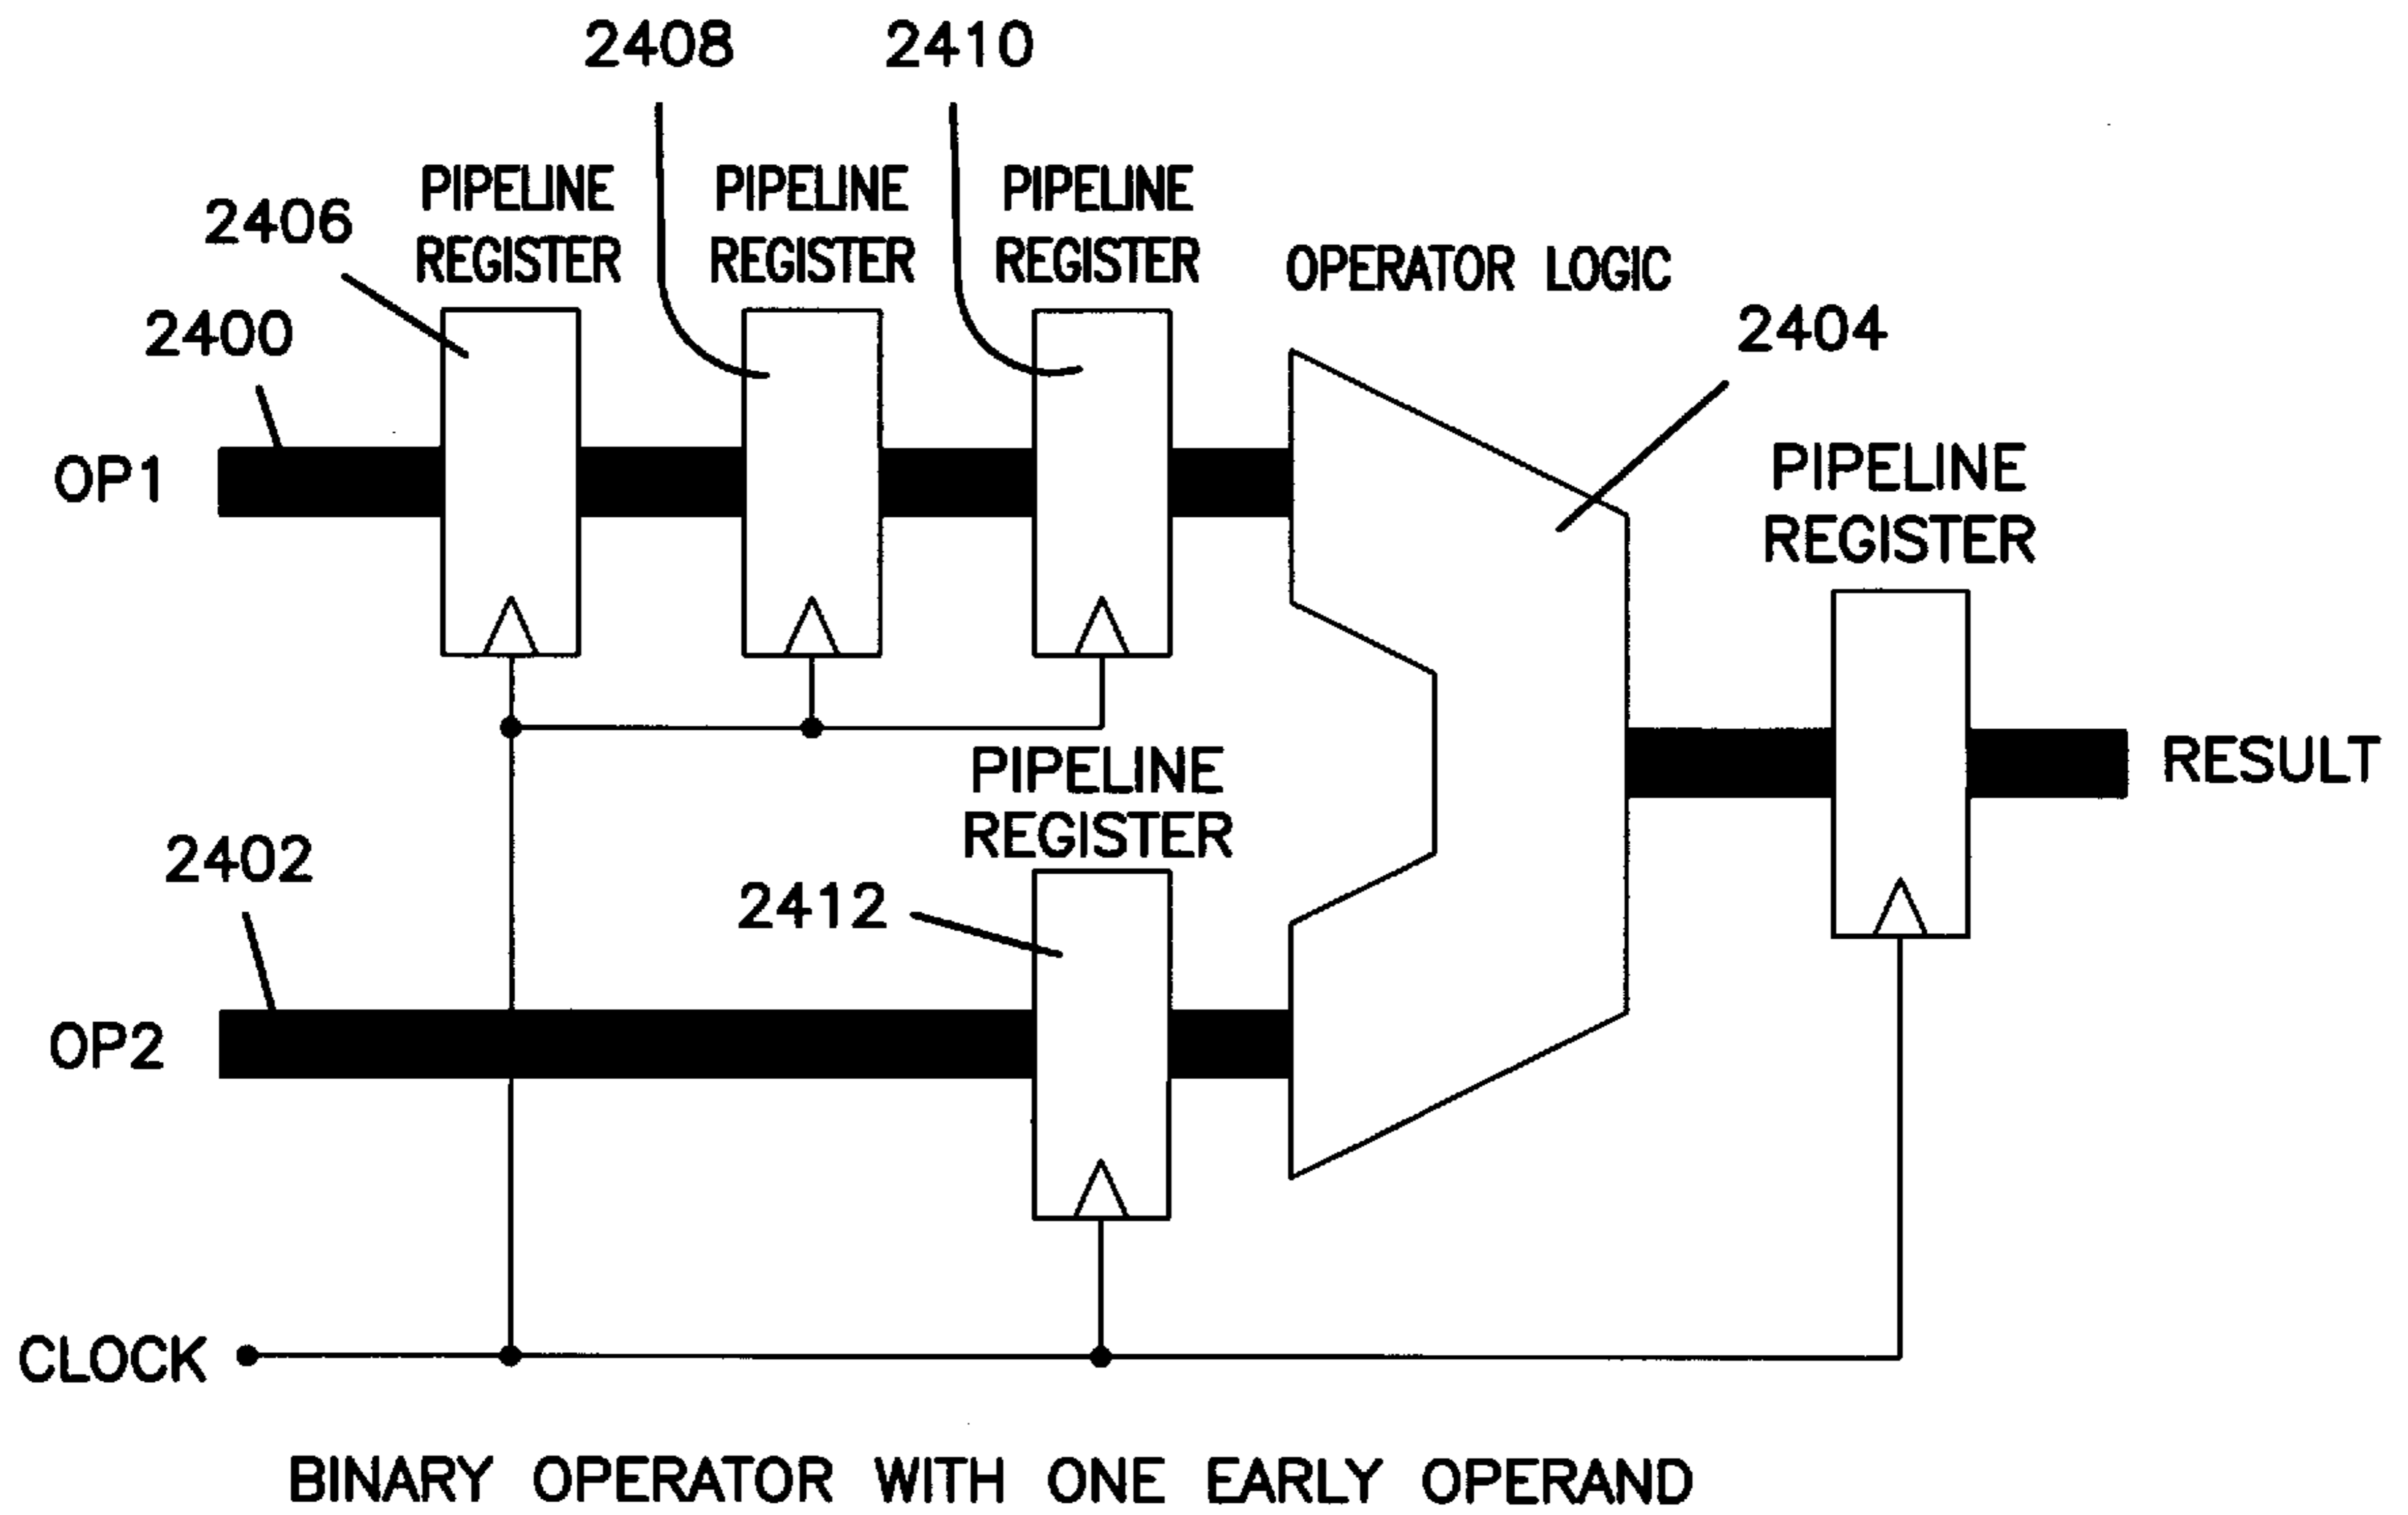 2408
2410
PIPELINE
REGISTER
PIPELINE
REGISTER
PIPELINE
REGISTER
2406
2400
OPERATOR LOGIC
2404
OP1
PIPELINE
REGISTER
PIPELINE
REGISTER
RESULT
2402
2412
OP2
CLOCK
BINARY OPERATOR WITH ONE EARLY OPERAND